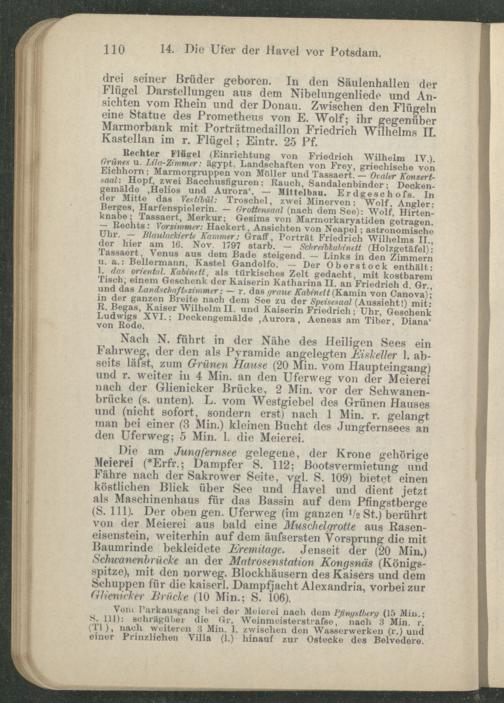 110 14. Die Ufer der Havel vor Potsdam.
drei seiner Brüder geboren. In den Säulenhallen der
Flügel Darstellungen aus dem Nibelungenliede und An-
sichten vom Rhein und der Donau. Zwischen den Flügeln
eine Statue des Prometheus von E. Wolf; ihr gegenüber
Marmorbank mit Porträtmedaillon Friedrich Wilhelms II.
Kastellan im r. Flügel; Eintr. 25 Pf.
Rechter Flügel (Einrichtung von Friedrich Wilhelm IV.).
Grünes u. Lila-Zimmer: ägypt. Landschaften von Frey, griechische von
Eichhorn; Marmorgruppen von Möller und Tassaert. — Ovaler Konzert-
saal: Hopf, zwei Bacchusfiguren; Rauch, Sandalenbinder; Decken-
gemälde ‚Helios und Aurora‘. — Mittelbau. Erdgeschofs. In
der Mitte das Vestibül: Troschel, zwei Minerven; Wolf, Angler;
Berges, Harfenspielerin. — Grottensaal (nach dem See): Wolf, Hirten-
knabe; Tassaert, Merkur; Gesims von Marmorkaryatiden getragen.
— Rechts: Vorzimmer: Hackert, Ansichten von Neapel; astronomische
Uhr. — Blaulackierte Kammer: Graff, Porträt Friedrich Wilhelms II.,
der hier am 16. Nov. 1797 starb. — Schreibkabinett (Holzgetäfel):
Tassaert, Venus aus dem Bade steigend. — Links in den Zimmern
u. a.: Bellermann, Kastel Gandolfo. — Der Oberstock enthält:
l. das oriental. Kabinett, als türkisches Zelt gedacht, mit kostbarem
Tisch, einem Geschenk der Kaiserin Katharina II. an Friedrich d. Gr.,
und das Landschaftszimmer; — r. das graue Kabinett (Kamin von Canova);
in der ganzen Breite nach dem See zu der Speisesaal (Aussicht!) mit:
R. Begas, Kaiser Wilhelm II. und Kaiserin Friedrich; Uhr, Geschenk
Ludwigs XVI.; Deckengemälde ‚Aurora, Aeneas am Tiber, Diana‘
von Rode.
Nach N. führt in der Nähe des Heiligen Sees ein
Fahrweg, der den als Pyramide angelegten Eiskeller l. ab-
seits läfst, zum Grünen Hause (20 Min. vom Haupteingang)
und r. weiter in 4 Min. an den Uferweg von der Meierei
nach der Glienicker Brücke, 2 Min. vor der Schwanen-
brücke (s. unten). L. vom Westgiebel des Grünen Hauses
und (nicht sofort, sondern erst) nach 1 Min. r. gelangt
man bei einer (3 Min.) kleinen Bucht des Jungfernsees an
den Uferweg; 5 Min. l. die Meierei.
Die am Jungfernsee gelegene, der Krone gehörige
Meierei (*Erfr.; Dampfer S. 112; Bootsvermietung und
Fähre nach der Sakrower Seite, vgl. S. 109) bietet einen
köstlichen Blick über See und Havel und dient jetzt
als Maschinenhaus für das Bassin auf dem Pfingstberge
(S. 111). Der oben gen. Uferweg (im ganzen 1/2 St.) berührt
von der Meierei aus bald eine Muschelgrotte aus Rasen-
eisenstein, weiterhin auf dem äufsersten Vorsprung die mit
Baumrinde bekleidete Eremitage. Jenseit der (20 Min.)
Schwanenbrücke an der Matrosenstation Kongsnäs (Königs-
spitze), mit den norweg. Blockhäusern des Kaisers und dem
Schuppen für die kaiserl. Dampfjacht Alexandria, vorbei zur
Glienicker Brücke (10 Min.; S. 106).
Vom Parkausgang bei der Meierei nach dem Pfingstberg (15 Min.;
S. 111): schrägüber die Gr. Weinmeisterstrafse, nach 3 Min. r.
(Tl), nach weiteren 3 Min. l. zwischen den Wasserwerken (r.) und
einer Prinzlichen Villa (l.) hinauf zur Ostecke des Belvedere.